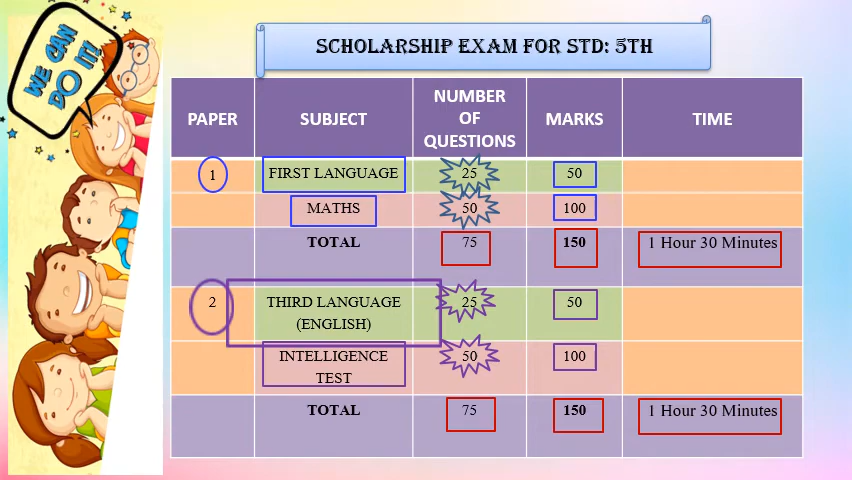 WE CAN
DO IT!
SCHOLARSHIP EXAM FOR STD: 5TH
PAPER SUBJECT NUMBER OF QUESTIONS MARKS TIME
1 FIRST LANGUAGE 25 50
MATHS 50 100
TOTAL 75 150 1 Hour 30 Minutes
2 THIRD LANGUAGE 25 50
(ENGLISH)
INTELLIGENCE 50 100
TEST
TOTAL 75 150 1 Hour 30 Minutes